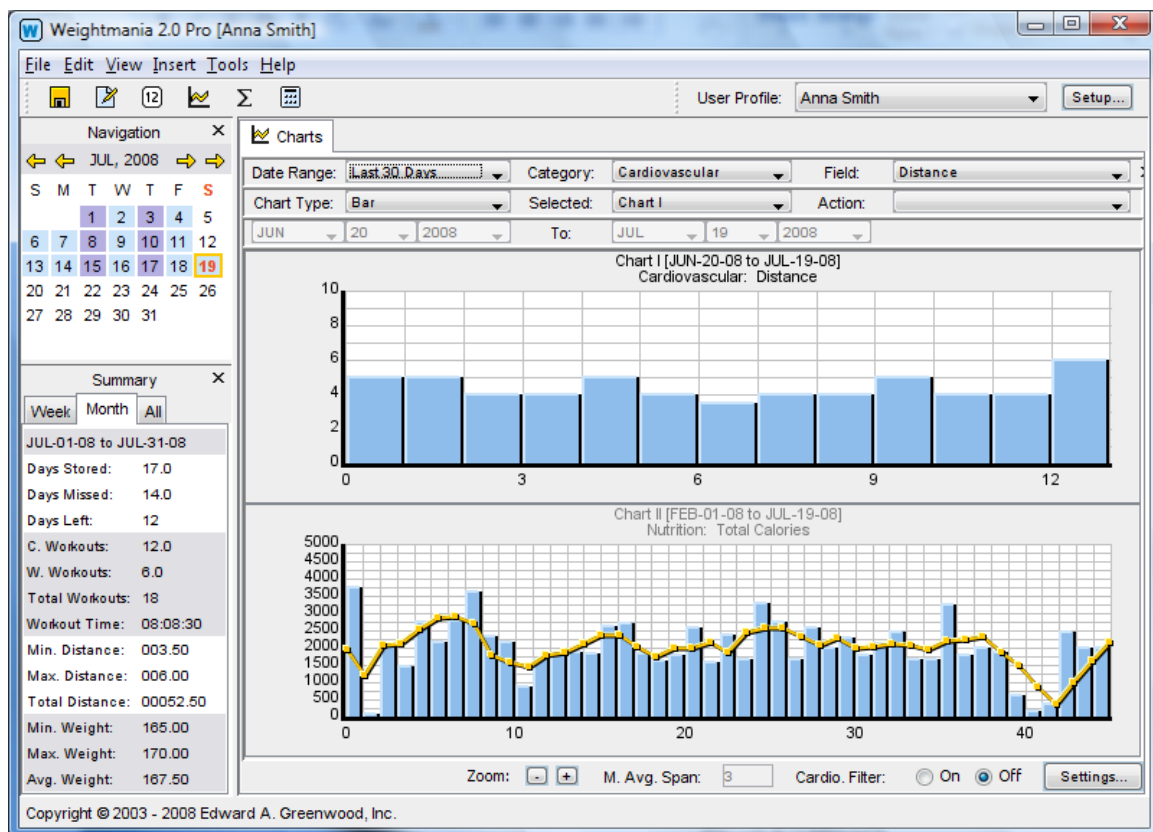 Weightmania 2.0 Pro [Anna Smith]
File Edit View Insert Tools Help
12 Σ User Profile: Anna Smith Setup...
Navigation
JUL, 2008
S M T W T F S
1 2 3 4 5
6 7 8 9 10 11 12
13 14 15 16 17 18 19
20 21 22 23 24 25 26
27 28 29 30 31
Summary
Week Month All
JUL-01-08 to JUL-31-08
Days Stored: 17.0
Days Missed: 14.0
Days Left: 12
C. Workouts: 12.0
W. Workouts: 6.0
Total Workouts: 18
Workout Time: 08:08:30
Min. Distance: 003.50
Max. Distance: 006.00
Total Distance: 00052.50
Min. Weight: 165.00
Max. Weight: 170.00
Avg. Weight: 167.50
Charts
Date Range: Last 30 Days Category: Cardiovascular Field: Distance
Chart Type: Bar Selected: Chart I Action:
JUN 20 2008 To: JUL 19 2008
Chart I [JUN-20-08 to JUL-19-08]
Cardiovascular: Distance
10
8
6
4
2
0
0 3 6 9 12
Chart II [FEB-01-08 to JUL-19-08]
Nutrition: Total Calories
5000
4500
4000
3500
3000
2500
2000
1500
1000
500
0
0 10 20 30 40
Zoom: - + M. Avg. Span: 3 Cardio. Filter: On Off Settings...
Copyright © 2003 - 2008 Edward A. Greenwood, Inc.